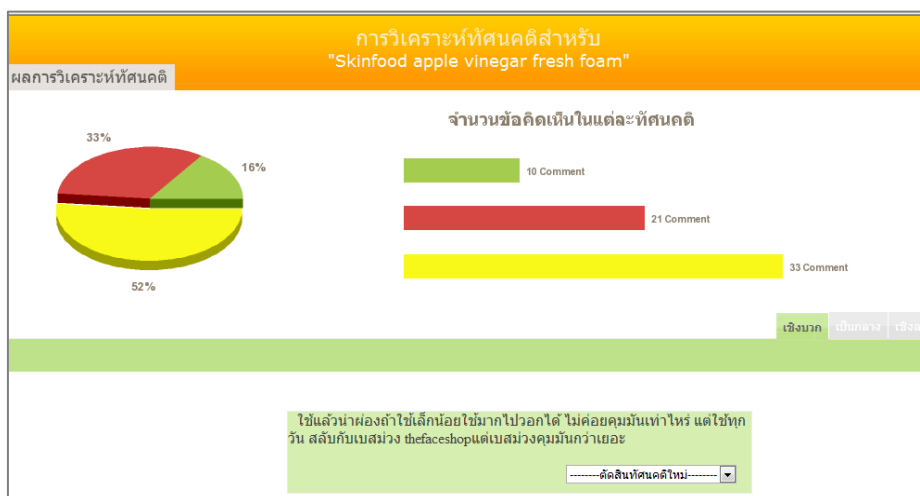 การวิเคราะห์ทัศนคติสำหรับ
"Skinfood apple vinegar fresh foam"
ผลการวิเคราะห์ทัศนคติ
จำนวนข้อคิดเห็นในแต่ละทัศนคติ
33%
16%
52%
10 Comment
21 Comment
33 Comment
เชิงบวก เป็นกลาง
ใช้แล้วน่าผ่องถ้าใช้เล็กน้อยใช้มากไปวอกได้ ไม่ค่อยคุมมันเท่าไหร่ แต่ใช้ทุก
วัน สลับกับเบสม่วง thefaceshopแต่เบสม่วงคุมมันกว่าเยอะ
--------ตัดสินทัศนคติใหม่--------